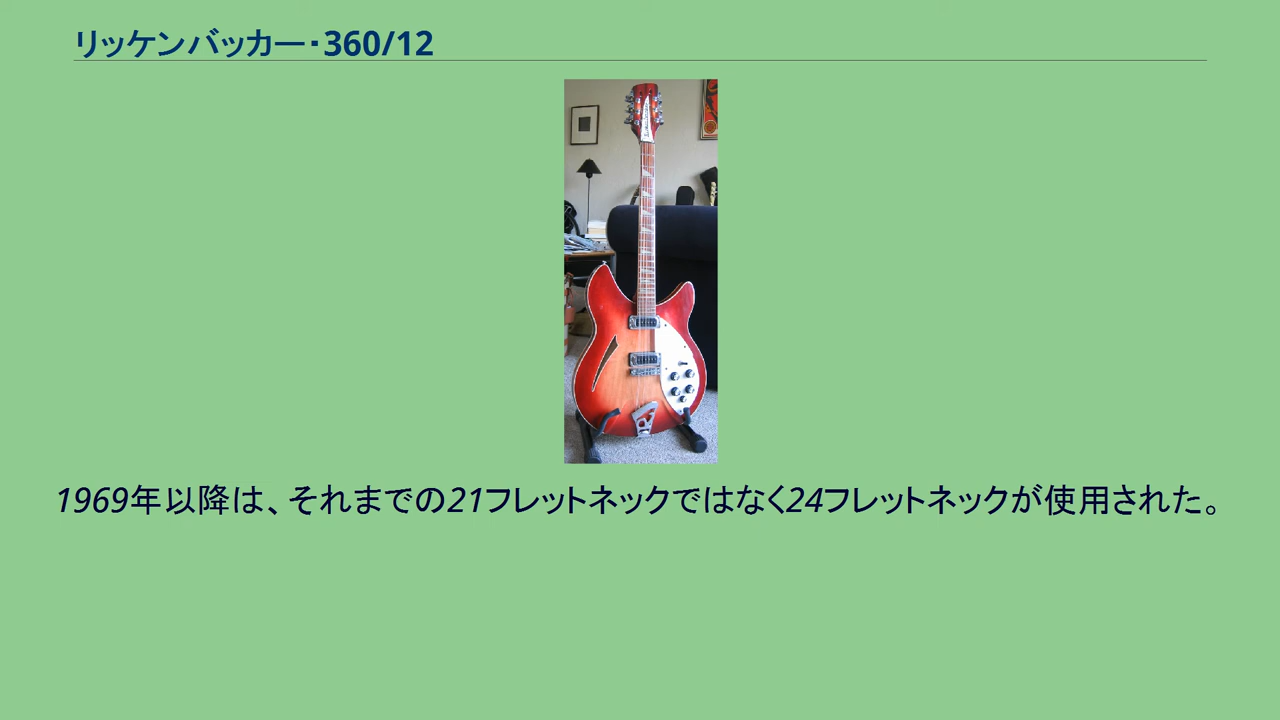 リッケンバッカー・360/12
1969年以降は、それまでの21フレットネックではなく24フレットネックが使用された。